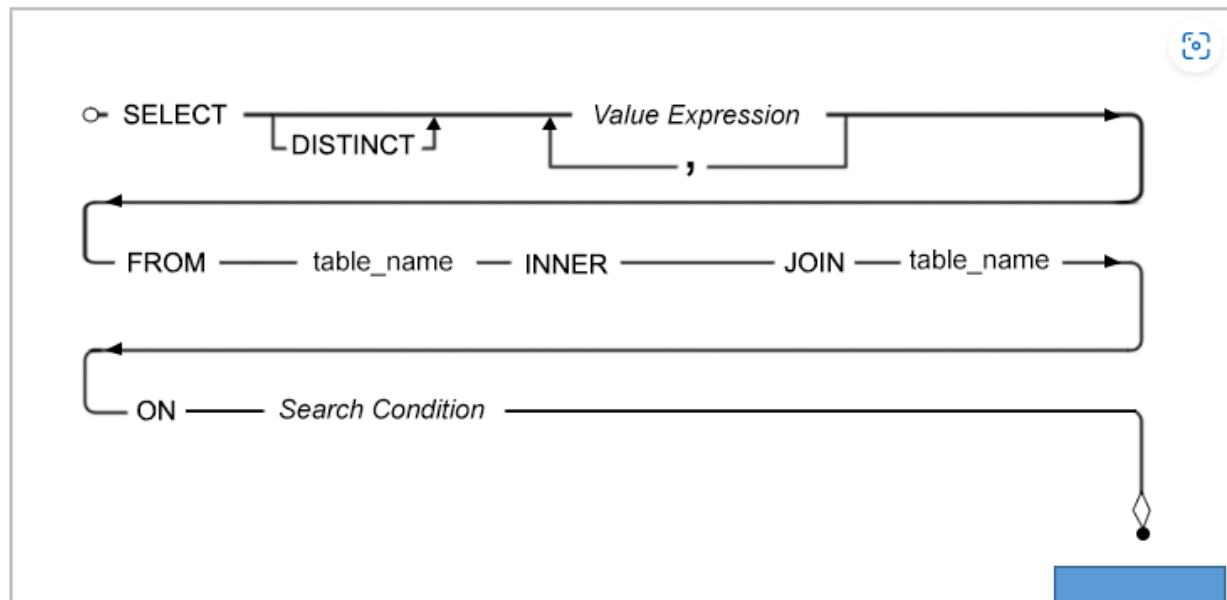 SELECT Value Expression
DISTINCT
,
FROM table_name INNER JOIN table_name
ON Search Condition